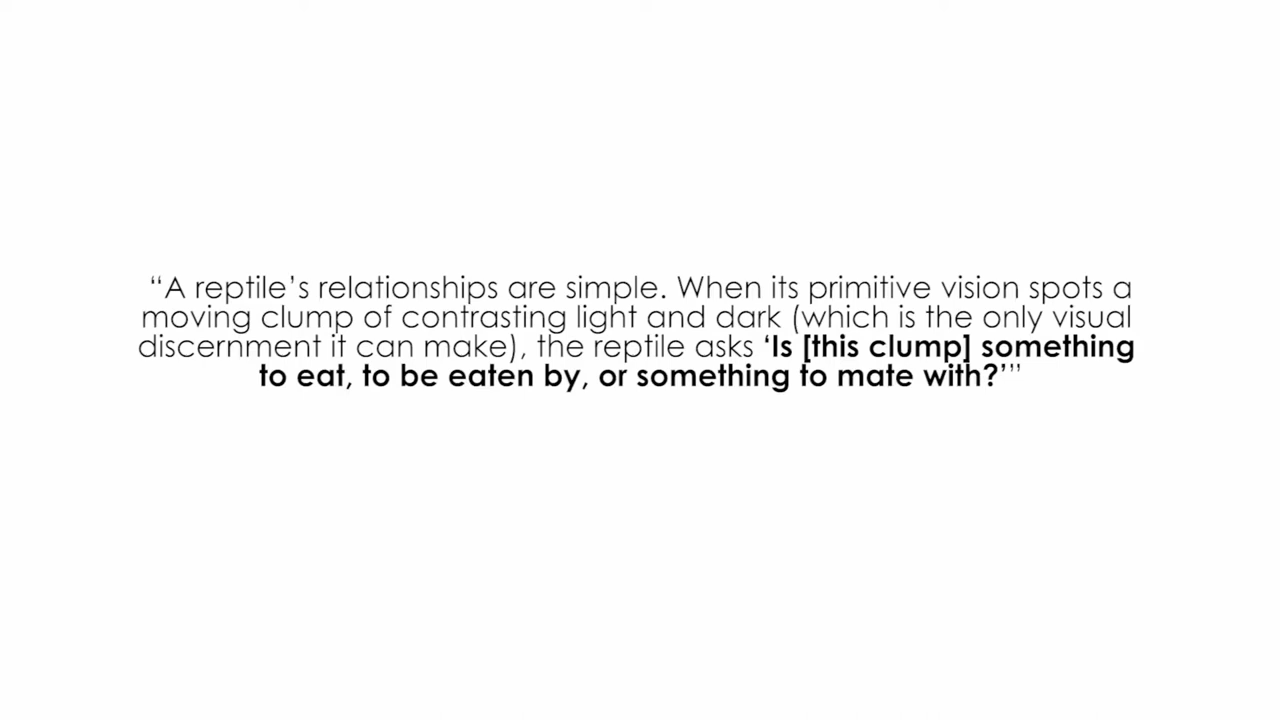 “A reptile’s relationships are simple. When its primitive vision spots a
moving clump of contrasting light and dark (which is the only visual
discernment it can make), the reptile asks ‘Is [this clump] something
to eat, to be eaten by, or something to mate with?’”